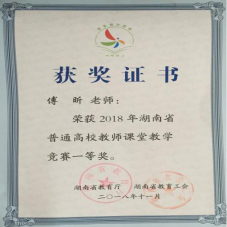 获奖证书
傅 昕 老师：
荣获 2018 年湖南省
普通高校教师课堂教学
竞赛一等奖。
湖南省教育厅 湖南省教育工会
二〇一八年十一月